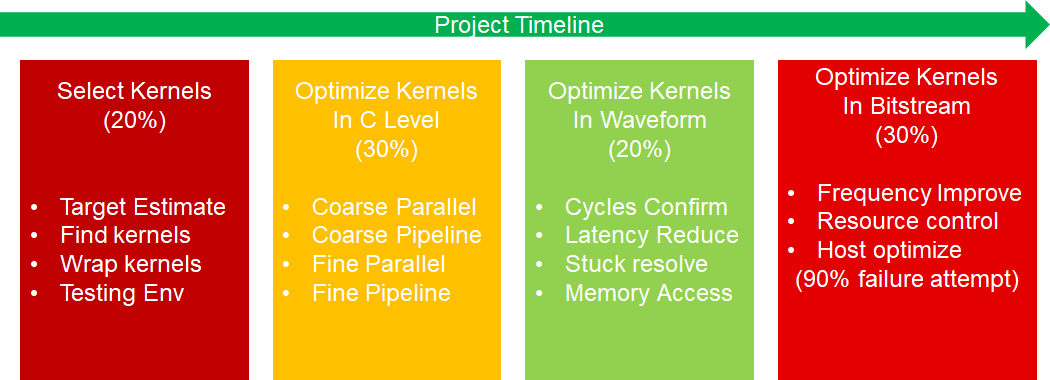 Project Timeline
Select Kernels
(20%)
• Target Estimate
• Find kernels
• Wrap kernels
• Testing Env
Optimize Kernels
In C Level
(30%)
• Coarse Parallel
• Coarse Pipeline
• Fine Parallel
• Fine Pipeline
Optimize Kernels
In Waveform
(20%)
• Cycles Confirm
• Latency Reduce
• Stuck resolve
• Memory Access
Optimize Kernels
In Bitstream
(30%)
• Frequency Improve
• Resource control
• Host optimize
(90% failure attempt)